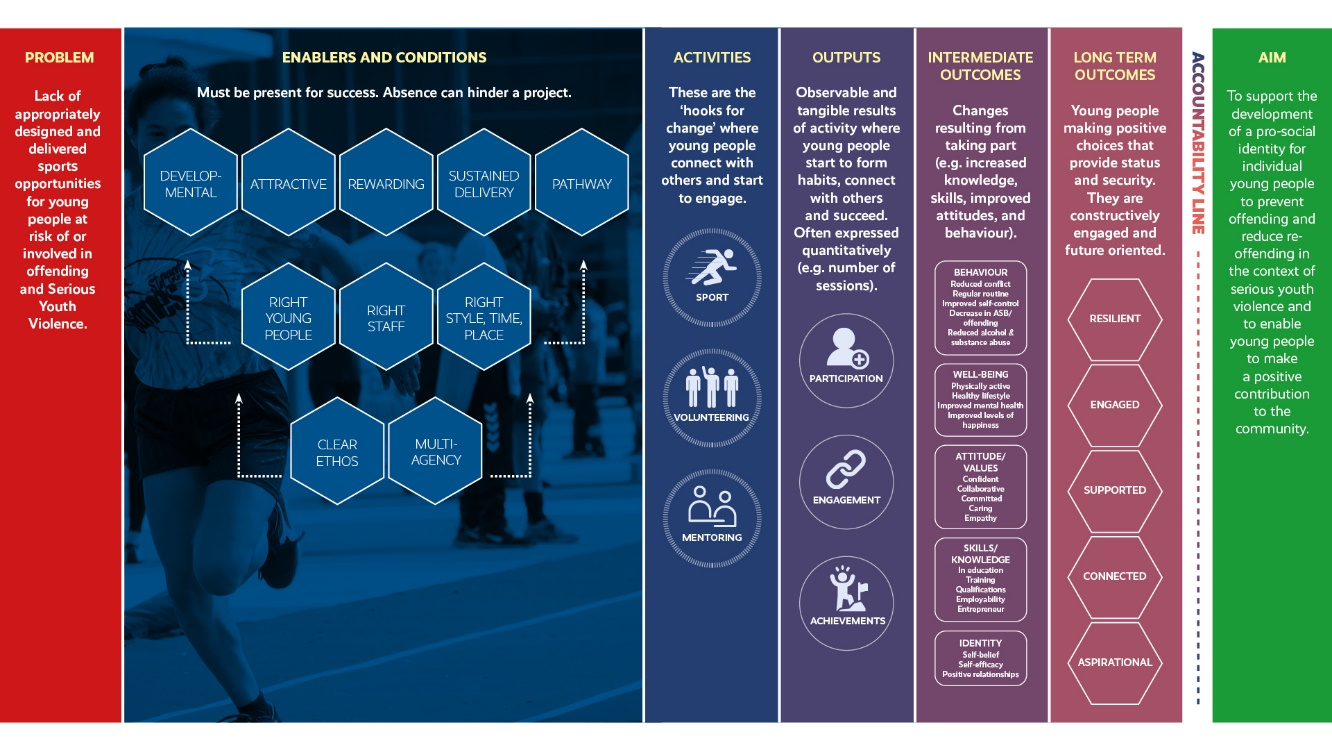 PROBLEM
Lack of
appropriately
designed and
delivered
sports
opportunities
for young
people at
risk of or
involved in
offending
and Serious
Youth
Violence.
ENABLERS AND CONDITIONS
Must be present for success. Absence can hinder a project.
DEVELOP-
MENTAL
ATTRACTIVE
REWARDING
SUSTAINED
DELIVERY
PATHWAY
RIGHT
YOUNG
PEOPLE
RIGHT
STAFF
RIGHT
STYLE, TIME,
PLACE
CLEAR
ETHOS
MULTI-
AGENCY
ACTIVITIES
These are the
‘hooks for
change’ where
young people
connect with
others and start
to engage.
SPORT
VOLUNTEERING
MENTORING
OUTPUTS
Observable and
tangible results
of activity where
young people
start to form
habits, connect
with others
and succeed.
Often expressed
quantitatively
(e.g. number of
sessions).
PARTICIPATION
ENGAGEMENT
ACHIEVEMENTS
INTERMEDIATE
OUTCOMES
Changes
resulting from
taking part
(e.g. increased
knowledge,
skills, improved
attitudes, and
behaviour).
BEHAVIOUR
Reduced conflict
Regular routine
Improved self-control
Decrease in ASB/
offending
Reduced alcohol &
substance abuse
WELL-BEING
Physically active
Healthy lifestyle
Improved mental health
Improved levels of
happiness
ATTITUDE/
VALUES
Confident
Collaborative
Committed
Caring
Empathy
SKILLS/
KNOWLEDGE
In education
Training
Qualifications
Employability
Entrepreneur
IDENTITY
Self-belief
Self-efficacy
Positive relationships
LONG TERM
OUTCOMES
Young people
making positive
choices that
provide status
and security.
They are
constructively
engaged and
future oriented.
RESILIENT
ENGAGED
SUPPORTED
CONNECTED
ASPIRATIONAL
ACCOUNTABILITY LINE
AIM
To support the
development
of a pro-social
identity for
individual
young people
to prevent
offending and
reduce re-
offending in
the context of
serious youth
violence and
to enable
young people
to make
a positive
contribution
to the
community.